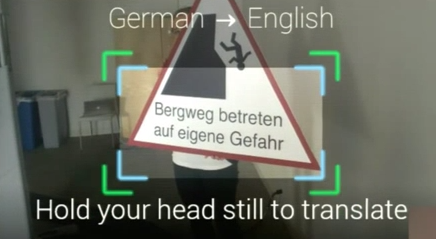 German → English
Bergweg betreten
auf eigene Gefahr
Hold your head still to translate